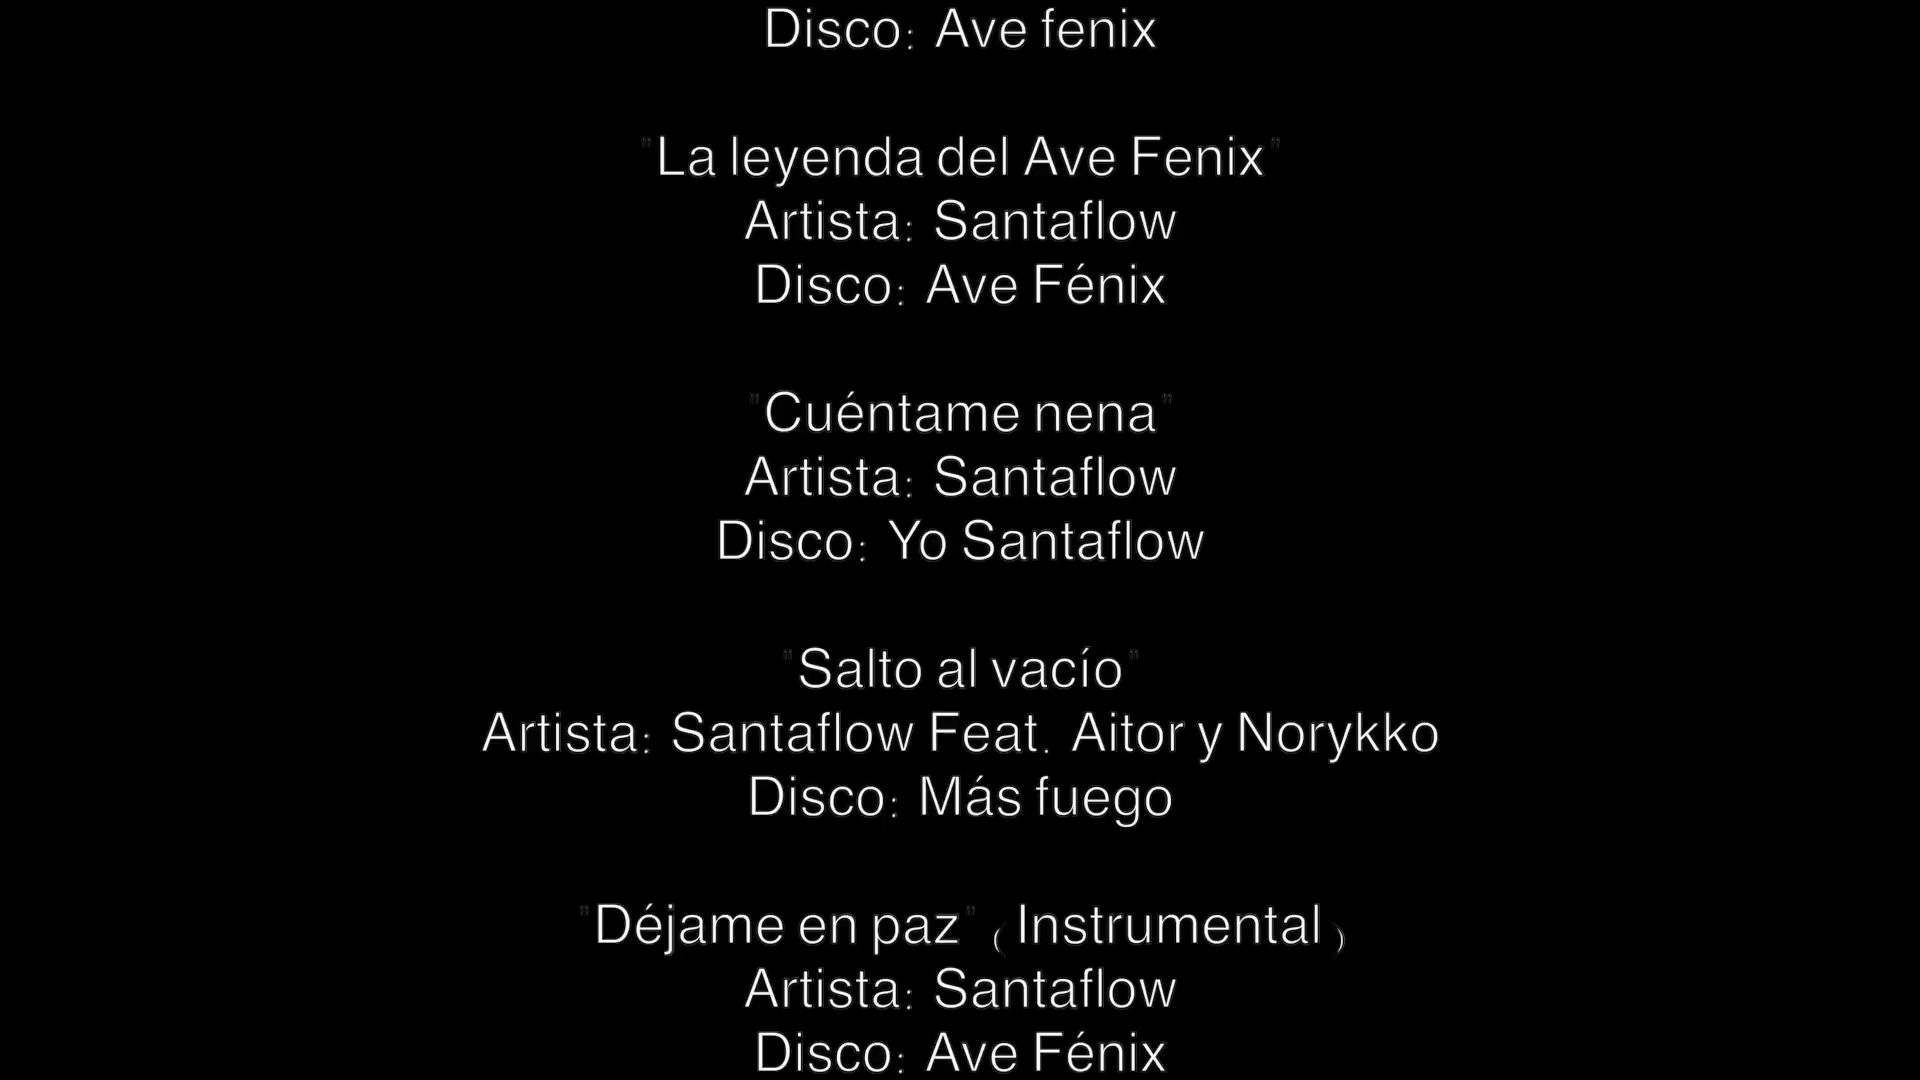 Disco: Ave fenix
"La leyenda del Ave Fenix"
Artista: Santaflow
Disco: Ave Fénix
"Cuéntame nena"
Artista: Santaflow
Disco: Yo Santaflow
"Salto al vacío"
Artista: Santaflow Feat. Aitor y Norykko
Disco: Más fuego
"Déjame en paz" (Instrumental)
Artista: Santaflow
Disco: Ave Fénix